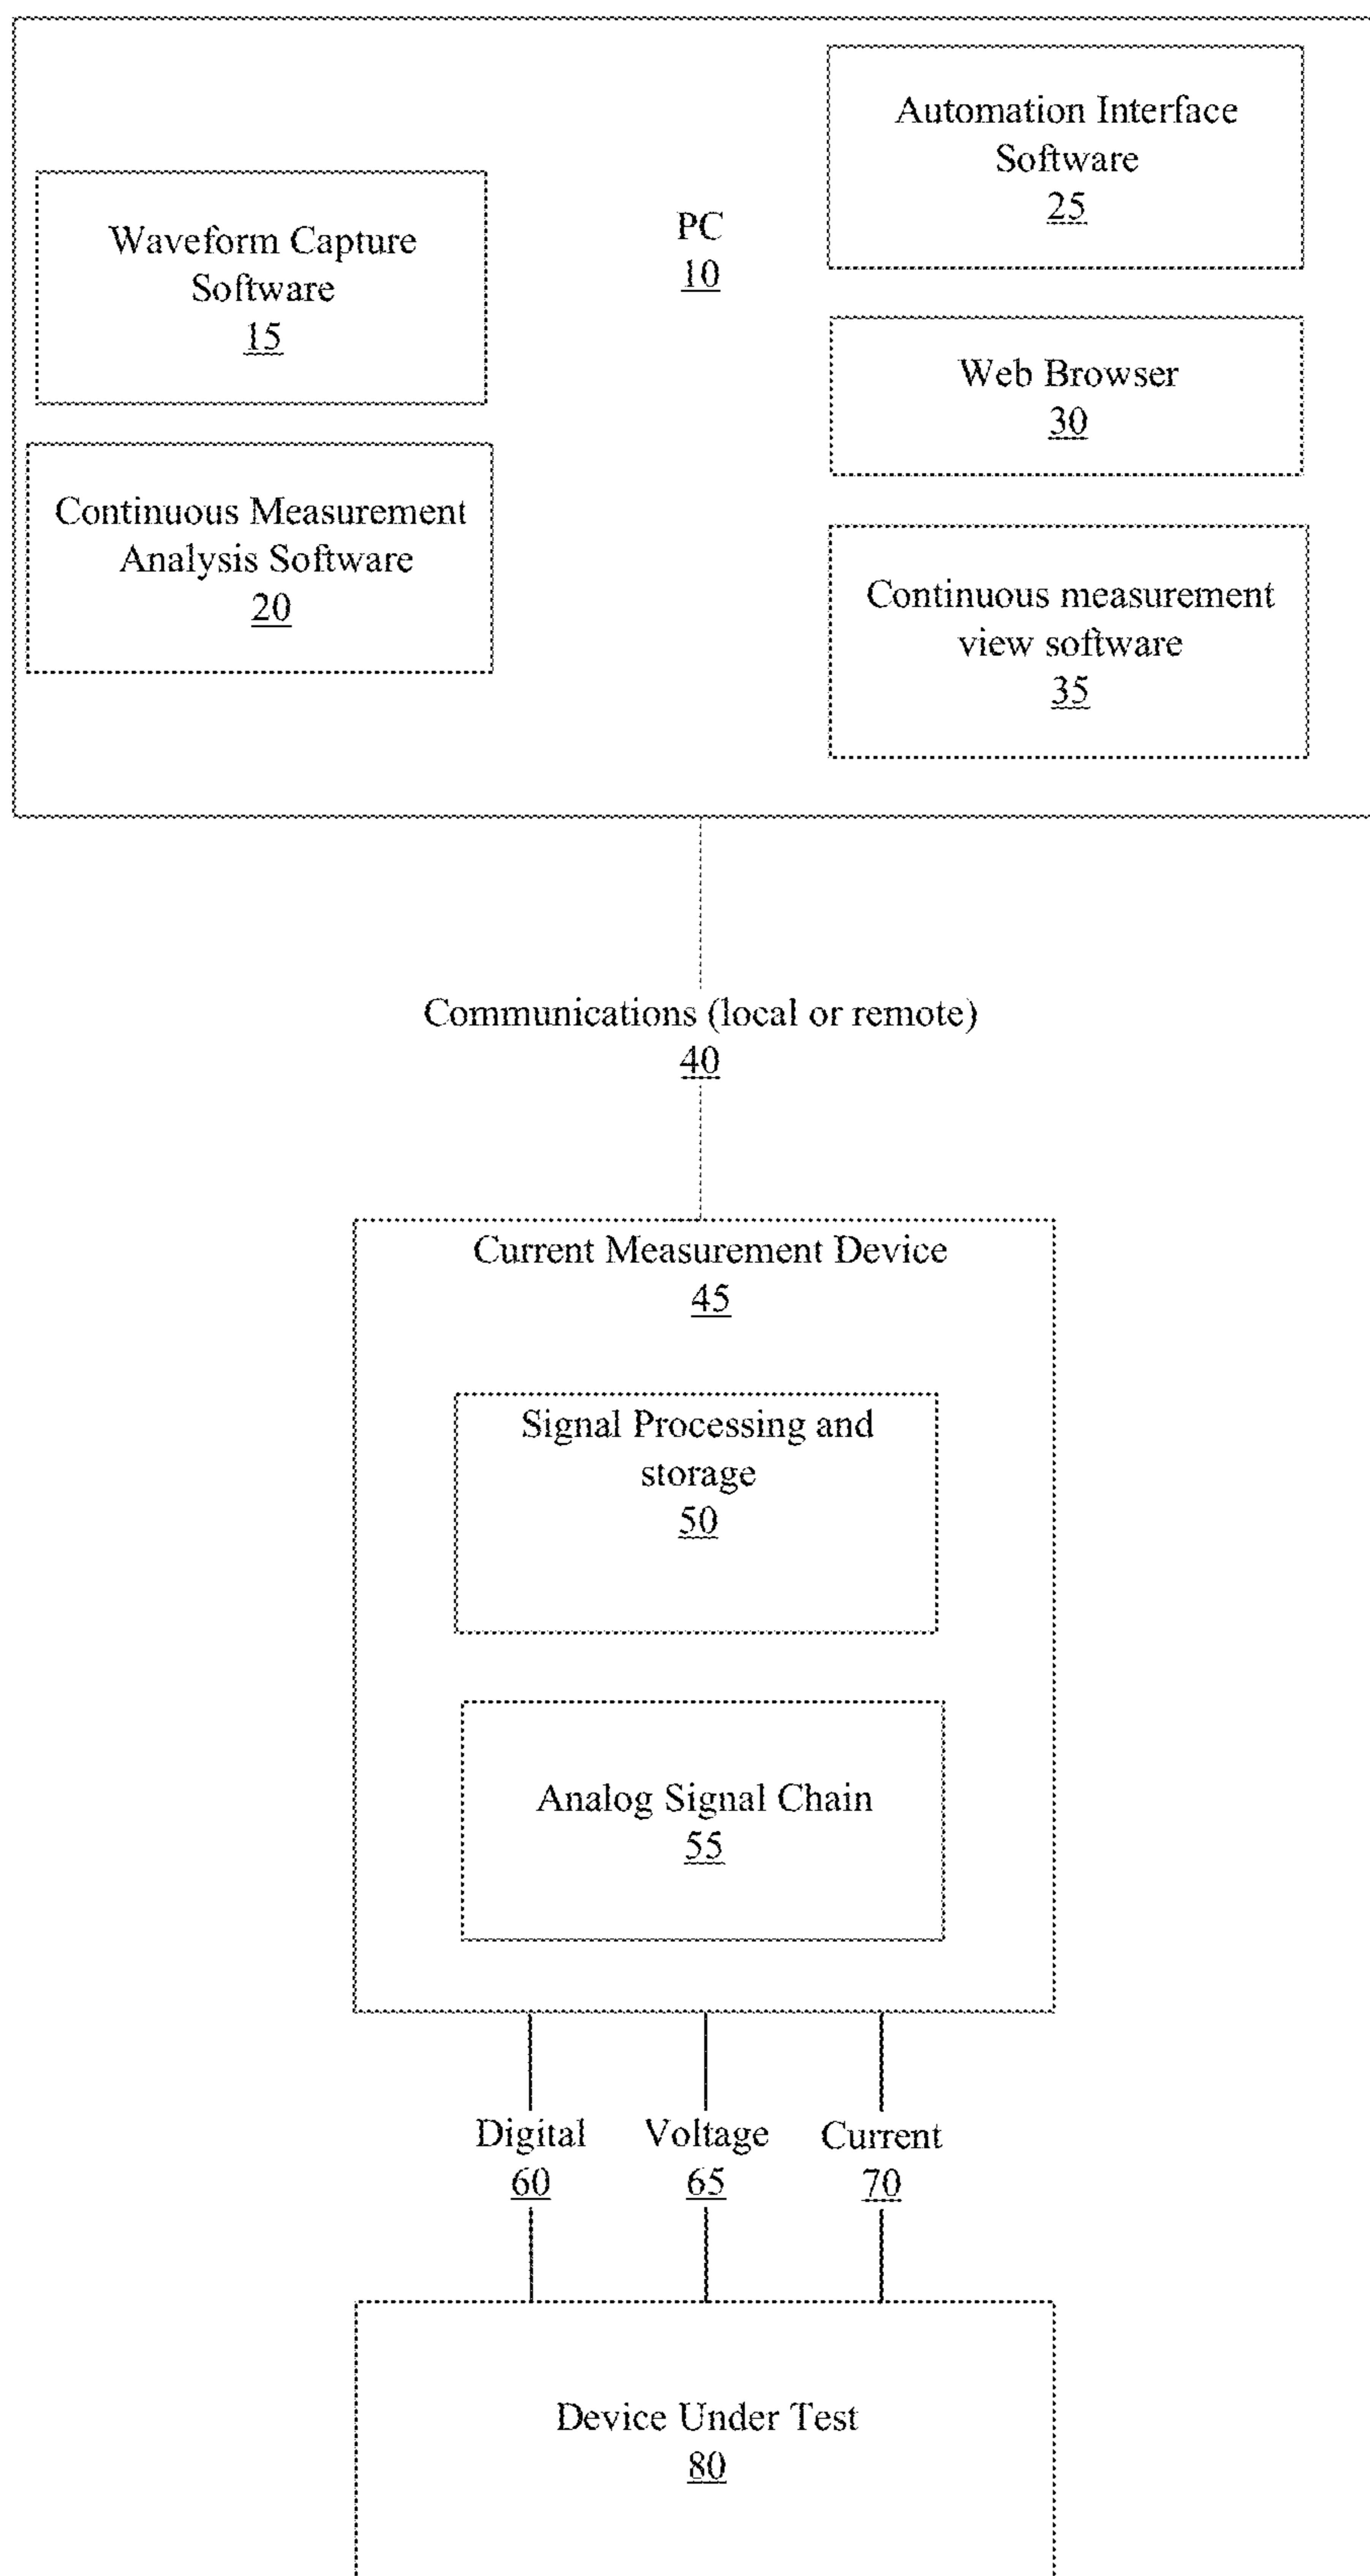 Automation Interface
Software
25
Waveform Capture
Software
15
PC
10
Web Browser
30
Continuous Measurement
Analysis Software
20
Continuous measurement
view software
35
Communications (local or remote)
40
Current Measurement Device
45
Signal Processing and
storage
50
Analog Signal Chain
55
Digital
60
Voltage
65
Current
70
Device Under Test
80